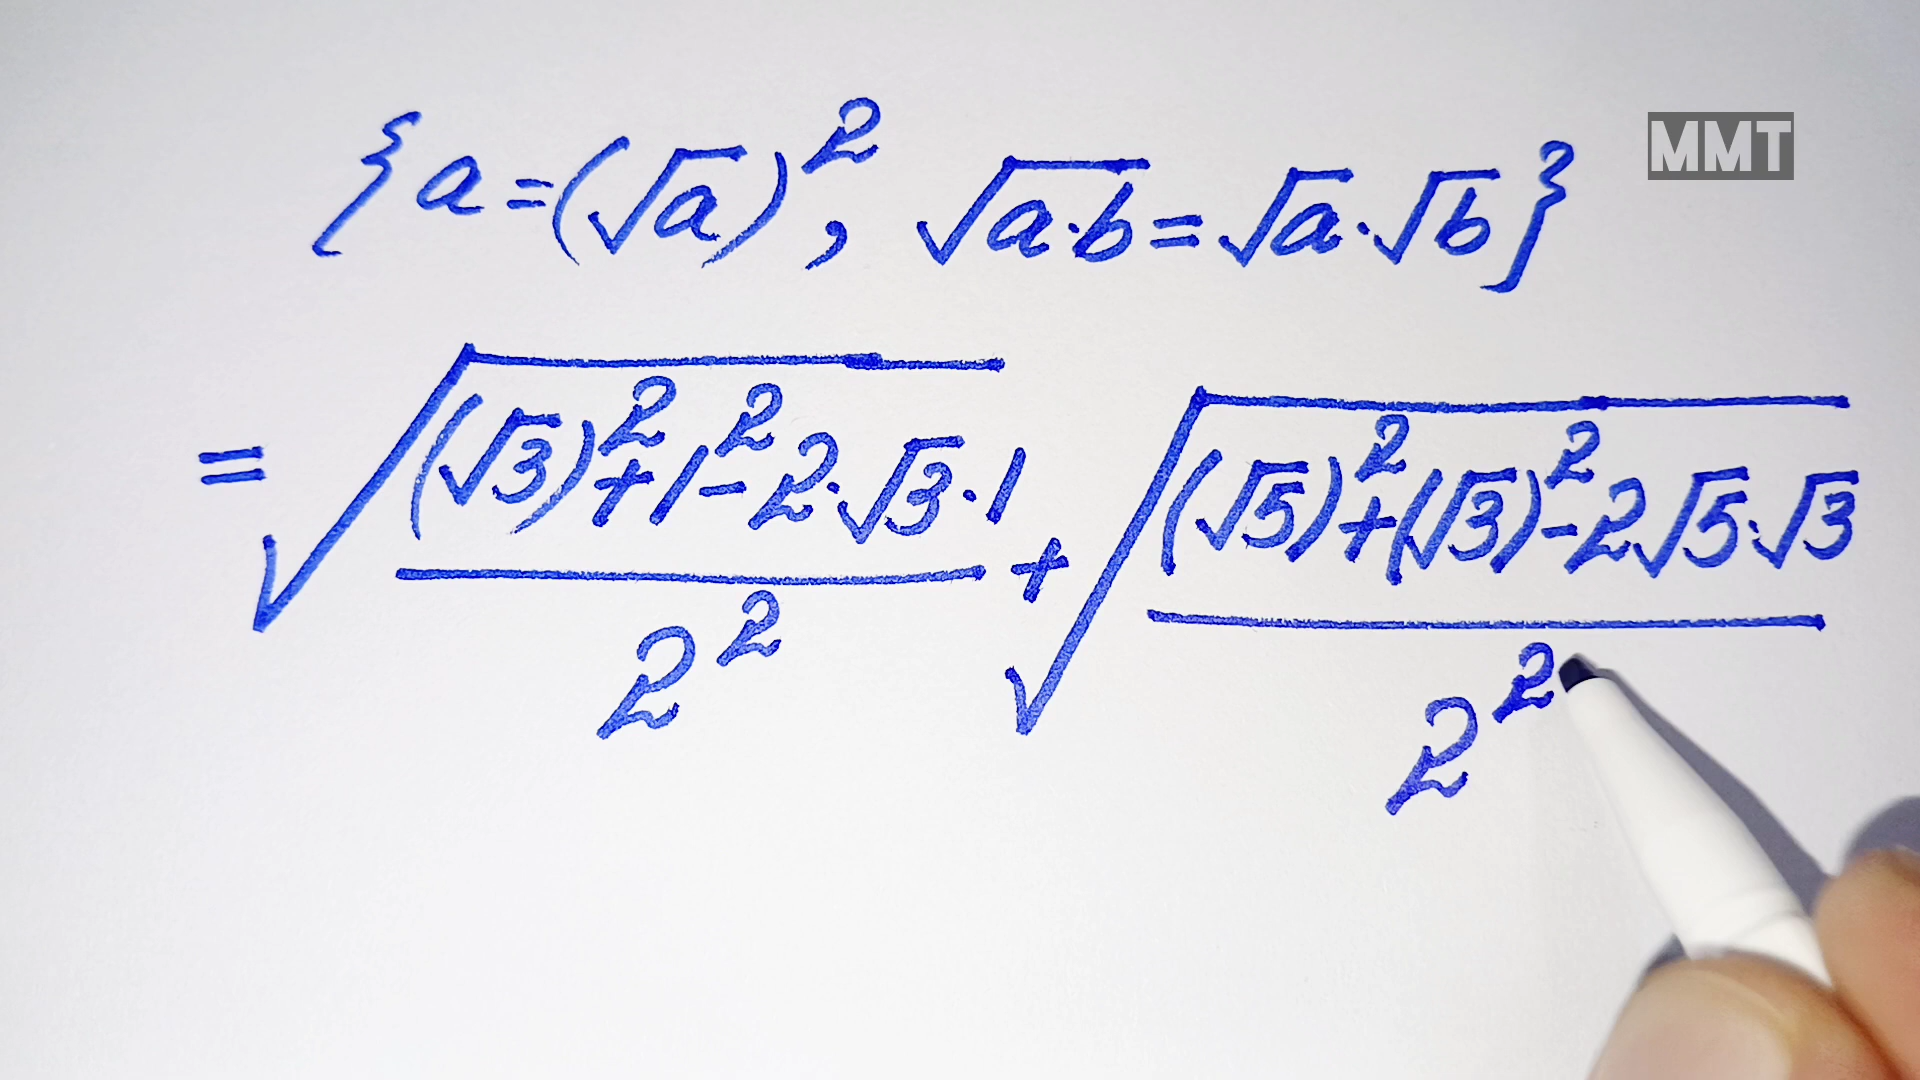 MMT
{a=(√a)², √a·b=√a·√b}
= √((√3)²+1²-2·√3·1)/2² + √((√5)²+(√3)²-2√5·√3)/2²